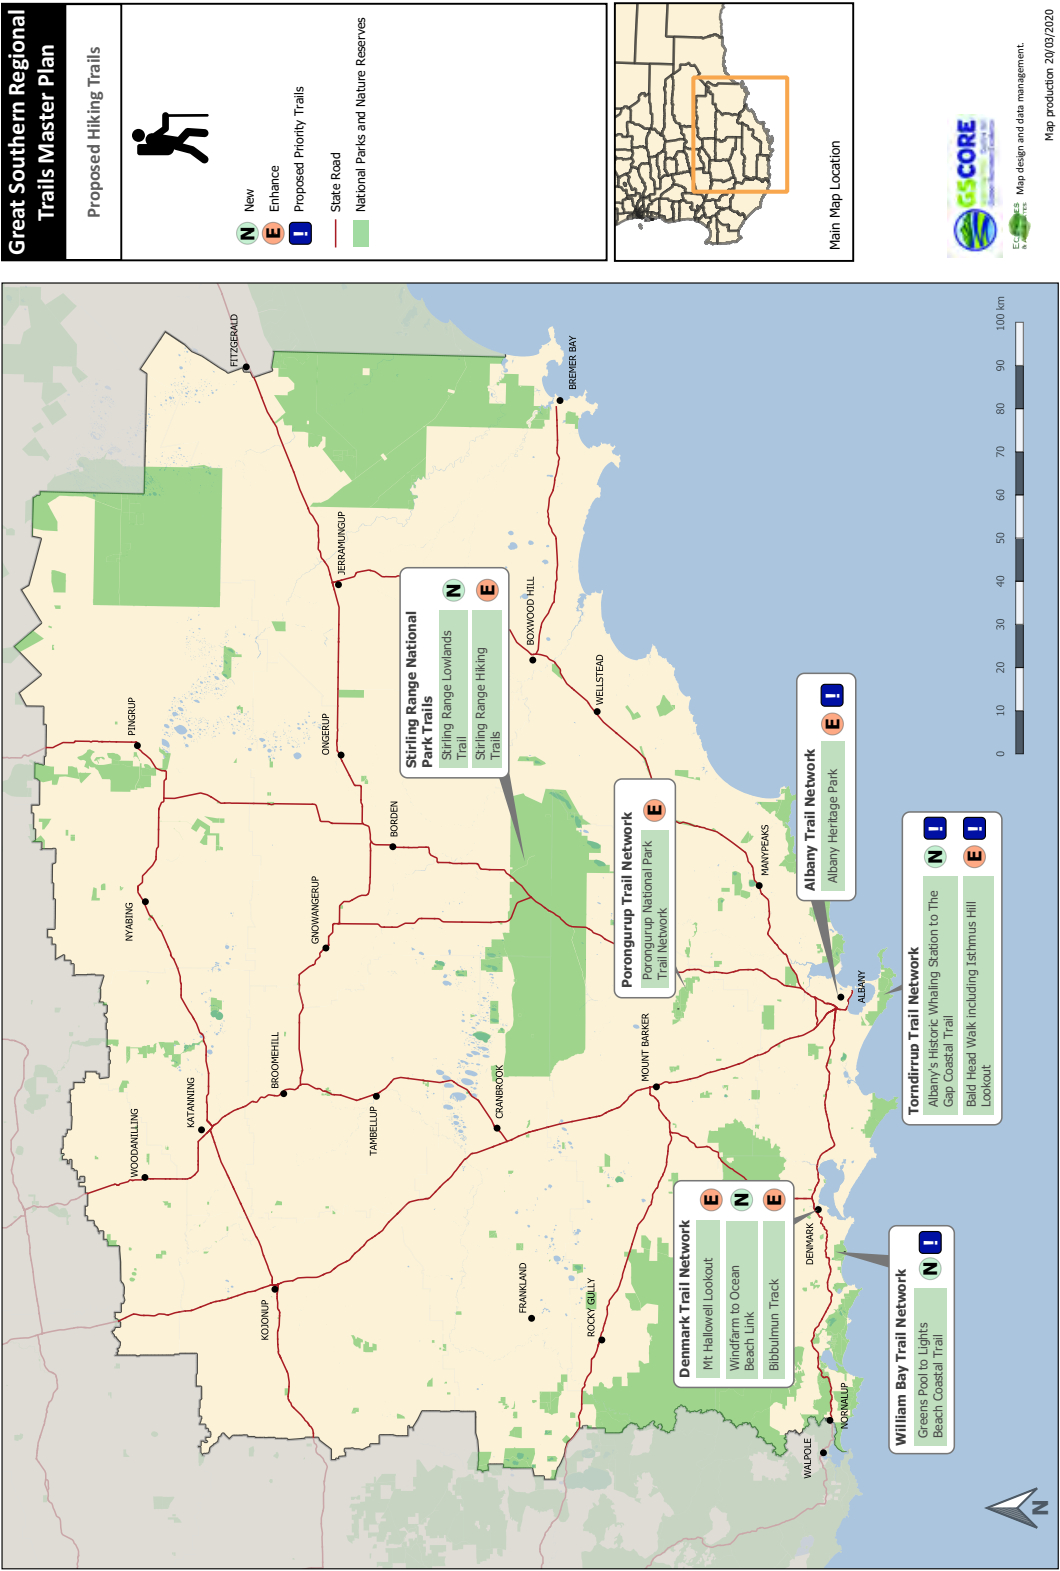 Great Southern Regional
Trails Master Plan
Proposed Hiking Trails
N New
E Enhance
! Proposed Priority Trails
State Road
National Parks and Nature Reserves
Main Map Location
GSCORE
Map design and data management.
Map production 20/03/2020
FITZGERALD
BREMER BAY
JERRAMUNGUP
BOXWOOD HILL
WELLSTEAD
PINGRUP
ONGERUP
BORDEN
NYABING
GNOWANGERUP
MANYPEAKS
ALBANY
BROOMEHILL
KATANNING
WOODANILLING
TAMBELLUP
CRANBROOK
MOUNT BARKER
KOJONUP
FRANKLAND
ROCKY GULLY
DENMARK
NORNALUP
WALPOLE
Stirling Range National
Park Trails
Stirling Range Lowlands
Trail
N
Stirling Range Hiking
Trails
E
Porongurup Trail Network
Porongurup National Park
Trail Network
E
Albany Trail Network
Albany Heritage Park
E !
Torndirrup Trail Network
Albany's Historic Whaling Station to The
Gap Coastal Trail
N !
Bald Head Walk including Isthmus Hill
Lookout
E !
Denmark Trail Network
Mt Hallowell Lookout
E
Windfarm to Ocean
Beach Link
N
Bibbulmun Track
E
William Bay Trail Network
Greens Pool to Lights
Beach Coastal Trail
N !
0 10 20 30 40 50 60 70 80 90 100 km
N